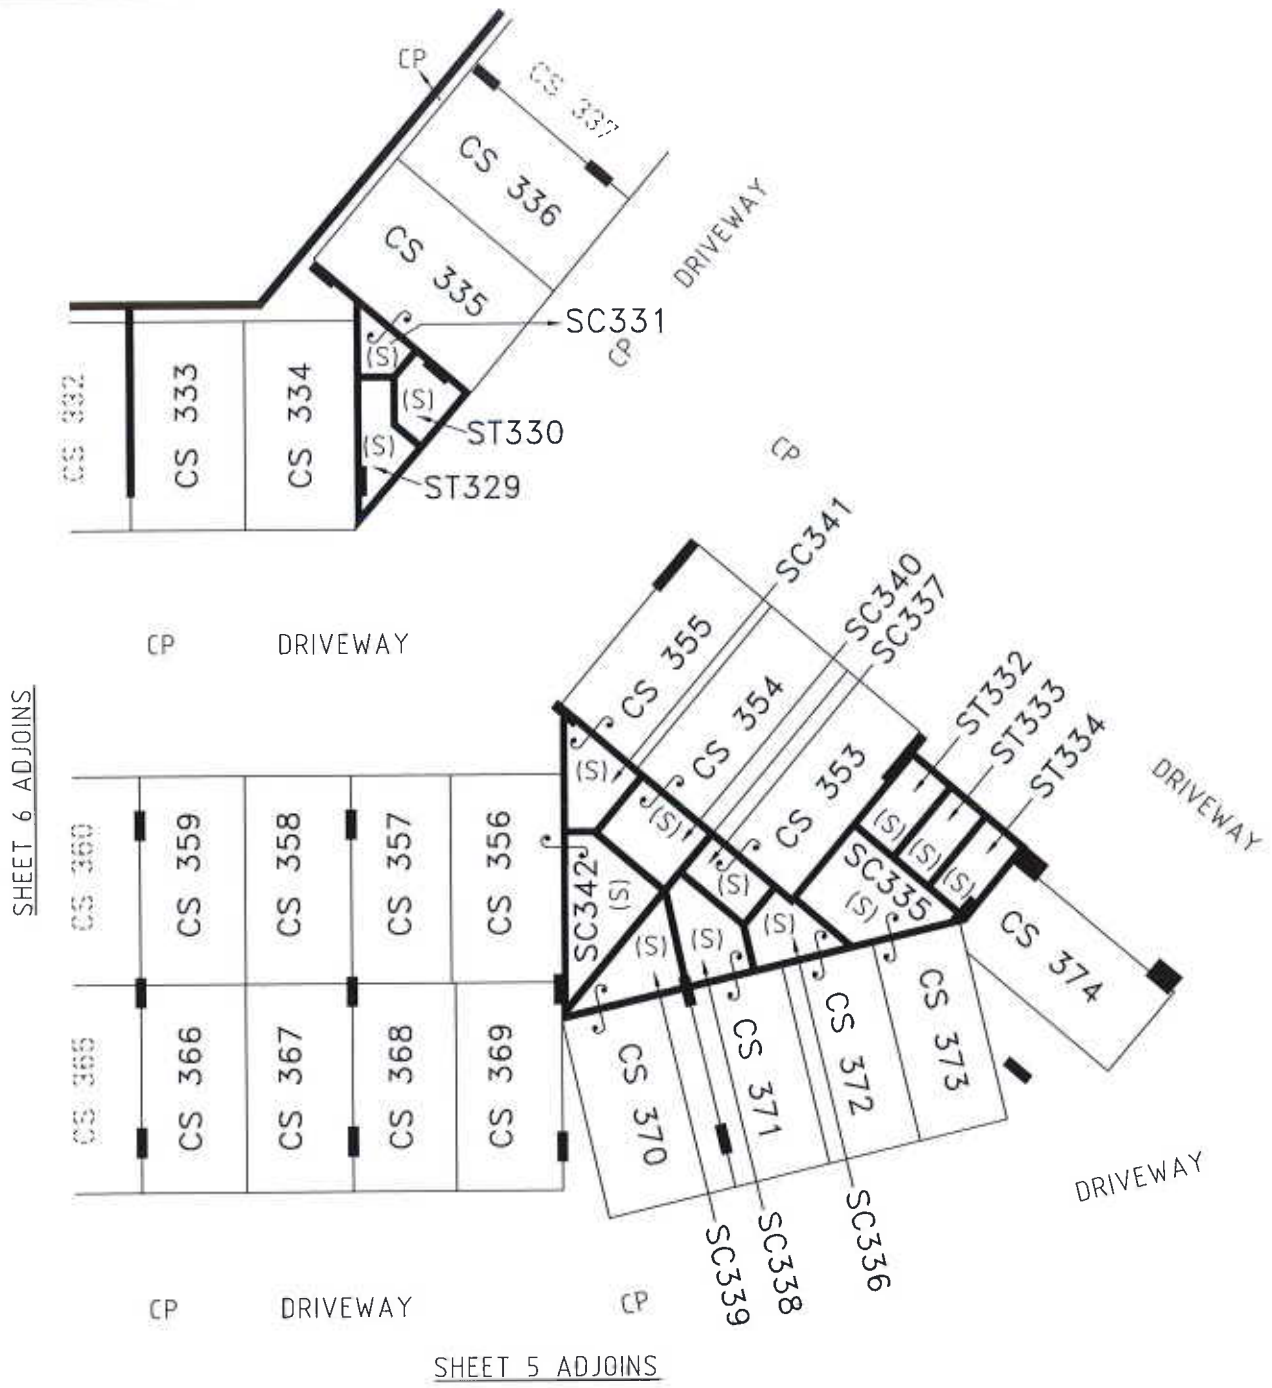 CP
CS 337
CS 336
CS 335
DRIVEWAY
SC331
CP
(S)
(S)
ST330
(S)
ST329
CS 332
CS 333
CS 334
CP
SC341
SC340
SC337
CP
DRIVEWAY
CS 355
CS 354
CS 353
ST332
ST333
ST334
DRIVEWAY
SHEET 6 ADJOINS
(S)
(S)
(S)
(S)
(S)
(S)
CS 360
CS 359
CS 358
CS 357
CS 356
SC342
(S)
(S)
(S)
(S)
SC335
(S)
CS 374
CS 365
CS 366
CS 367
CS 368
CS 369
CS 370
CS 371
CS 372
CS 373
DRIVEWAY
SC339
SC338
SC336
CP
DRIVEWAY
CP
SHEET 5 ADJOINS